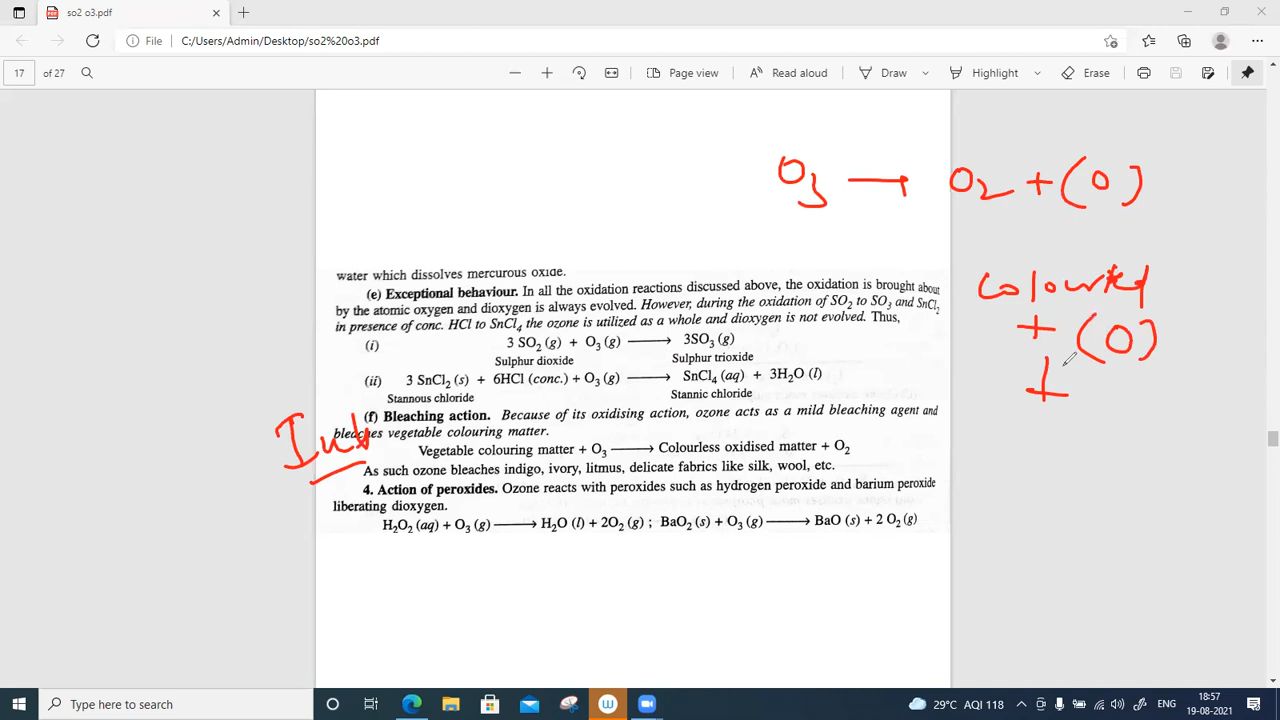 so2 o3.pdf
File C:/Users/Admin/Desktop/so2%20o3.pdf
17 of 27 Page view Read aloud Draw Highlight Erase
O3 → O2 + (O)
water which dissolves mercurous oxide.
(e) Exceptional behaviour. In all the oxidation reactions discussed above, the oxidation is brought about
by the atomic oxygen and dioxygen is always evolved. However, during the oxidation of SO2 to SO3 and SnCl2
in presence of conc. HCl to SnCl4 the ozone is utilized as a whole and dioxygen is not evolved. Thus,
(i) 3 SO2 (g) + O3 (g) → 3SO3 (g)
Sulphur dioxide Sulphur trioxide
(ii) 3 SnCl2 (s) + 6HCl (conc.) + O3 (g) → SnCl4 (aq) + 3H2O (l)
Stannous chloride Stannic chloride
(f) Bleaching action. Because of its oxidising action, ozone acts as a mild bleaching agent and
bleaches vegetable colouring matter.
Vegetable colouring matter + O3 → Colourless oxidised matter + O2
As such ozone bleaches indigo, ivory, litmus, delicate fabrics like silk, wool, etc.
4. Action of peroxides. Ozone reacts with peroxides such as hydrogen peroxide and barium peroxide
liberating dioxygen.
H2O2 (aq) + O3 (g) → H2O (l) + 2O2 (g) ; BaO2 (s) + O3 (g) → BaO (s) + 2 O2 (g)
+ (O)
Type here to search
29°C AQI 118
18:57
19-08-2021